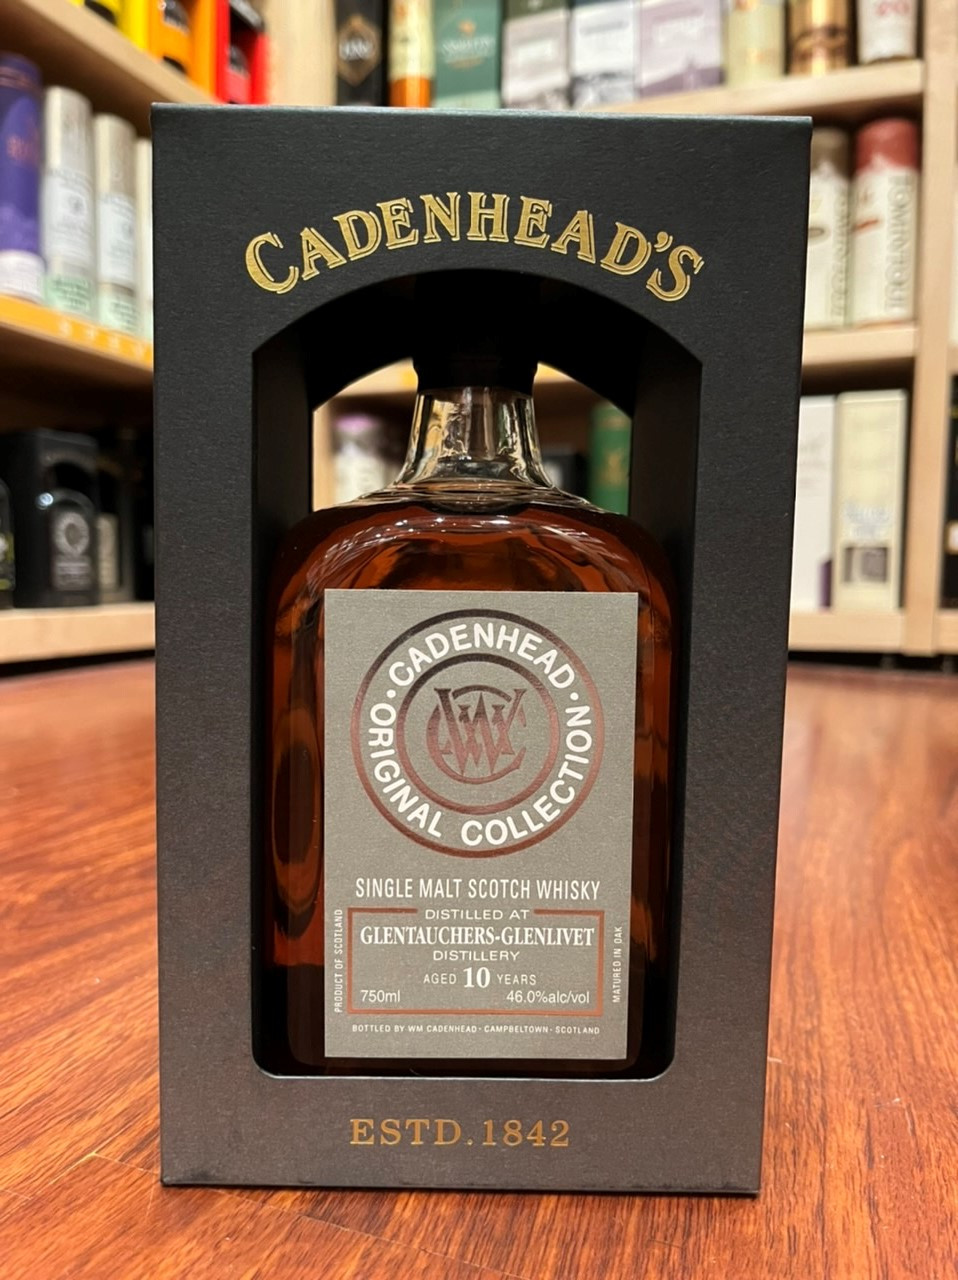 CADENHEAD'S
CADENHEAD
ORIGINAL COLLECTION
WC
SINGLE MALT SCOTCH WHISKY
DISTILLED AT
GLENTAUCHERS-GLENLIVET
DISTILLERY
AGED 10 YEARS
750ml 46.0%alc/vol
PRODUCT OF SCOTLAND
MATURED IN OAK
BOTTLED BY WM CADENHEAD · CAMPBELTOWN · SCOTLAND
ESTD. 1842